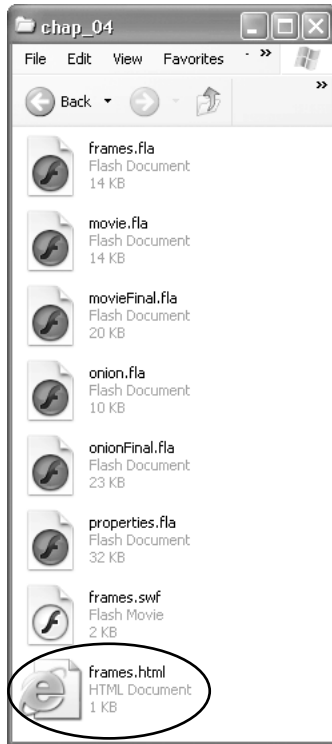 chap_04
File Edit View Favorites »
Back »
frames.fla
Flash Document
14 KB
movie.fla
Flash Document
14 KB
movieFinal.fla
Flash Document
20 KB
onion.fla
Flash Document
10 KB
onionFinal.fla
Flash Document
23 KB
properties.fla
Flash Document
32 KB
frames.swf
Flash Movie
2 KB
frames.html
HTML Document
1 KB